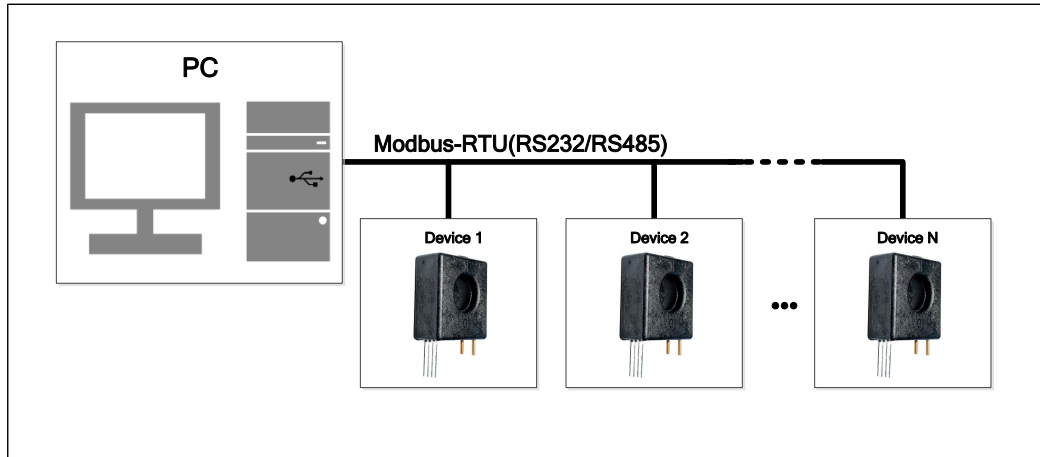 PC
Modbus-RTU(RS232/RS485)
Device 1
Device 2
Device N